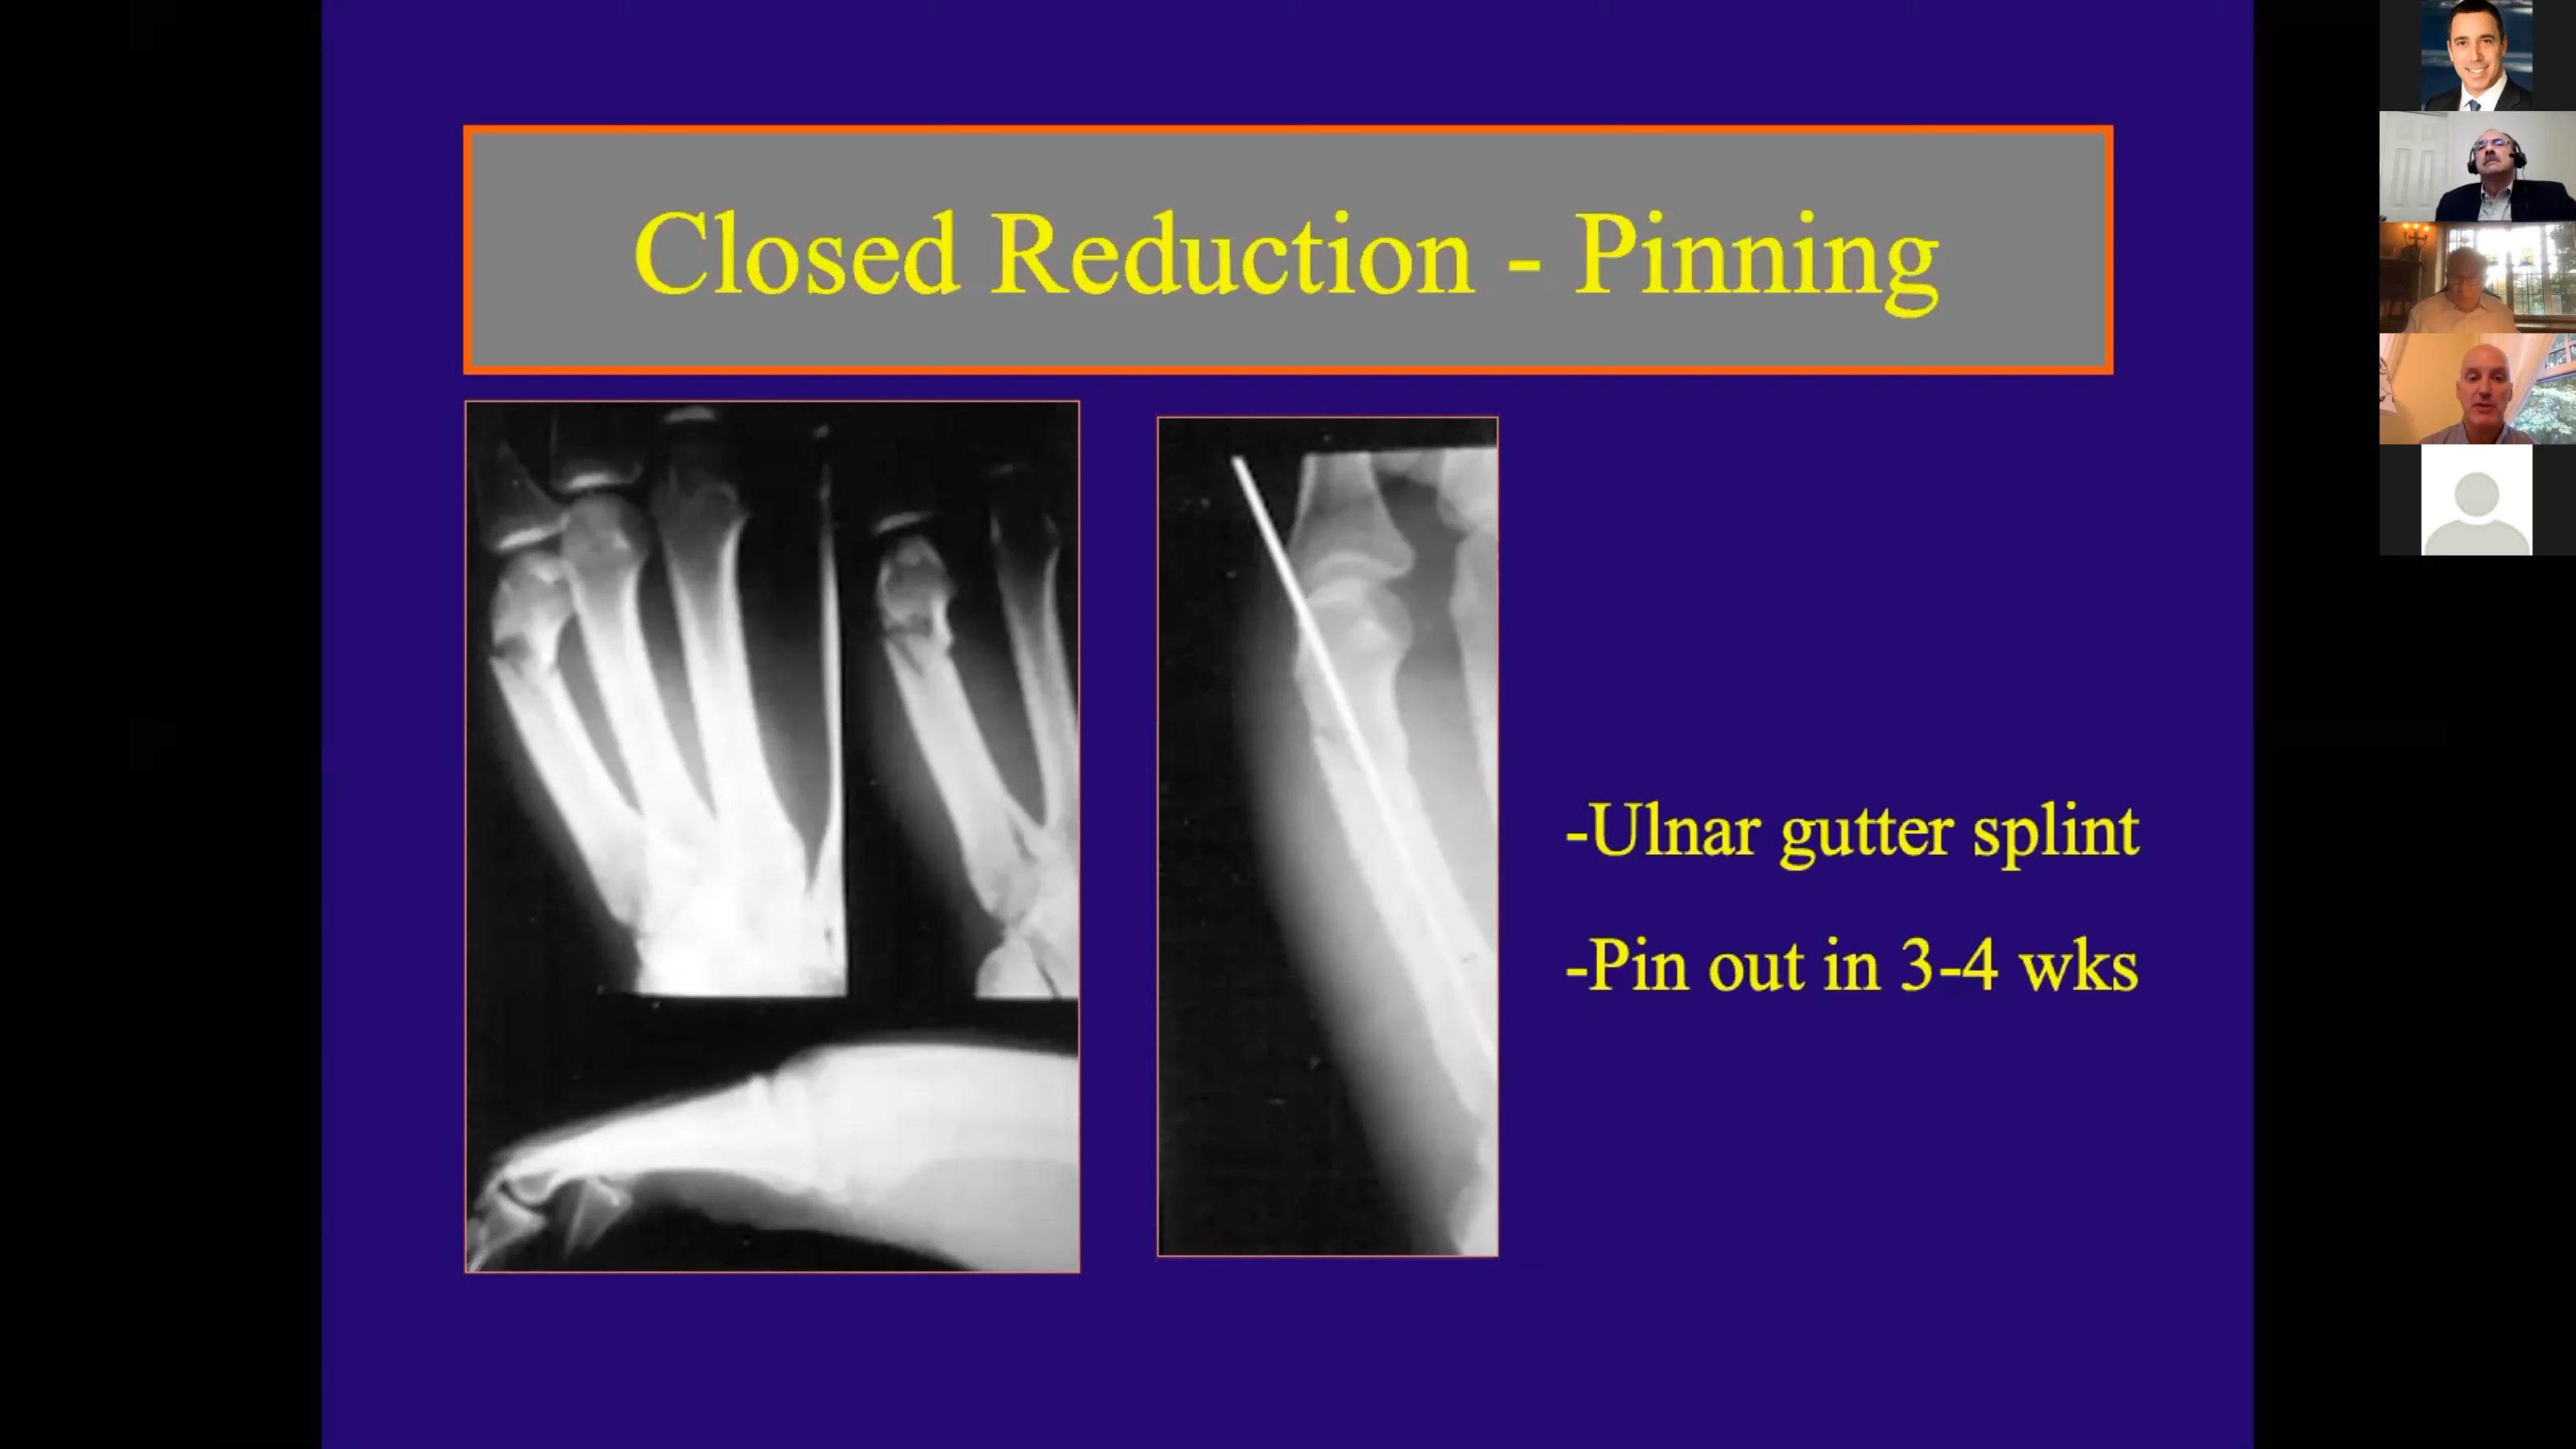 Closed Reduction - Pinning
-Ulnar gutter splint
-Pin out in 3-4 wks